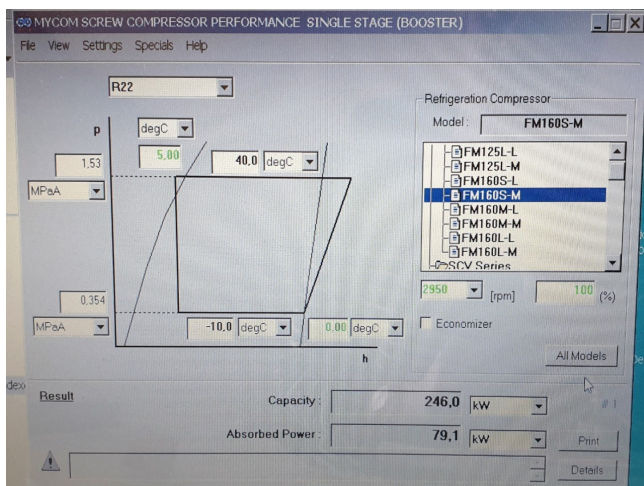 MYCOM SCREW COMPRESSOR PERFORMANCE SINGLE STAGE (BOOSTER)
File View Settings Specials Help
R22
Refrigeration Compressor
Model : FM160S-M
p
degC
5,00
40,0 degC
1,53
MPaA
FM125L-L
FM125L-M
FM160S-L
FM160S-M
FM160M-L
FM160M-M
FM160L-L
FM160L-M
SCV Series
0,354
MPaA
-10,0 degC
0,00 degC
h
2950 [rpm] 100 (%)
Economizer
All Models
Result
Capacity : 246,0 kW
# 1
Absorbed Power : 79,1 kW
Print
Details